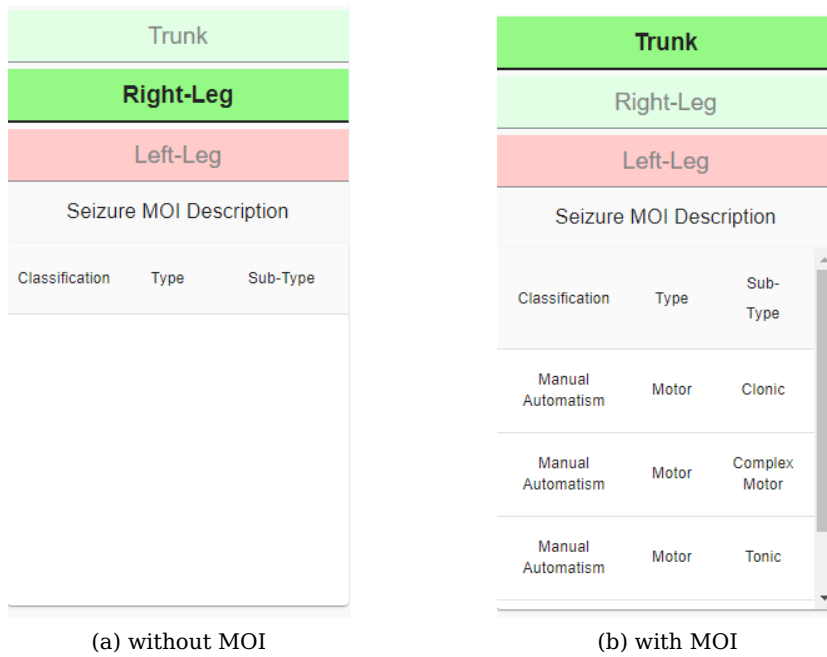 Trunk
Right-Leg
Left-Leg
Seizure MOI Description
Classification Type Sub-Type
(a) without MOI
Trunk
Right-Leg
Left-Leg
Seizure MOI Description
Classification Type Sub-
Type
Manual
Automatism Motor Clonic
Manual
Automatism Motor Complex
Motor
Manual
Automatism Motor Tonic
(b) with MOI